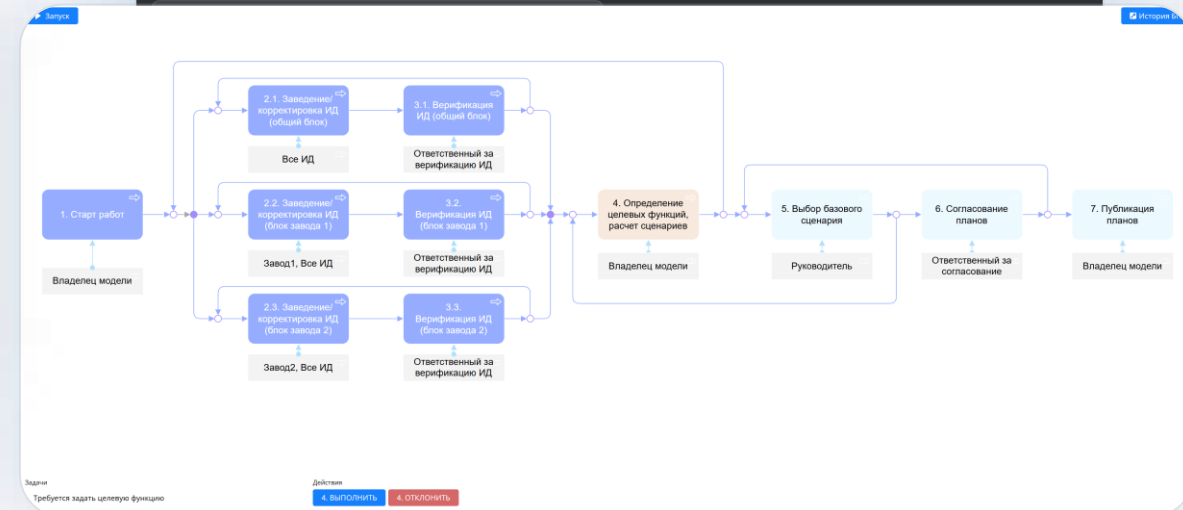 Запуск
История
2.1. Заведение/
корректировка ИД
(общий блок)
3.1. Верификация
ИД (общий блок)
Все ИД
Ответственный за
верификацию ИД
1. Старт работ
2.2. Заведение/
корректировка ИД
(блок завода 1)
3.2.
Верификация ИД
(блок завода 1)
4. Определение
целевых функций,
расчет сценариев
5. Выбор базового
сценария
6. Согласование
планов
7. Публикация
планов
Владелец модели
Завод1, Все ИД
Ответственный за
верификацию ИД
Владелец модели
Руководитель
Ответственный за
согласование
Владелец модели
2.3. Заведение/
корректировка ИД
(блок завода 2)
3.3.
Верификация ИД
(блок завода 2)
Завод2, Все ИД
Ответственный за
верификацию ИД
Задачи
Действия
Требуется задать целевую функцию
4. ВЫПОЛНИТЬ
4. ОТКЛОНИТЬ